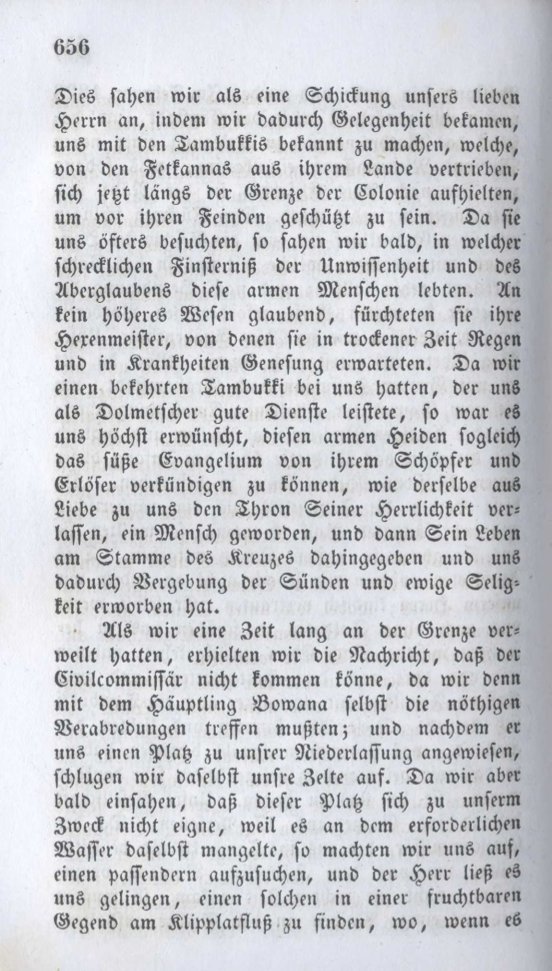 656
Dies sahen wir als eine Schickung unsers lieben
Herrn an, indem wir dadurch Gelegenheit bekamen,
uns mit den Tambukkis bekannt zu machen, welche,
von den Fetkannas aus ihrem Lande vertrieben,
sich jetzt längs der Grenze der Colonie aufhielten,
um vor ihren Feinden geschützt zu sein. Da sie
uns öfters besuchten, so sahen wir bald, in welcher
schrecklichen Finsterniß der Unwissenheit und des
Aberglaubens diese armen Menschen lebten. An
kein höheres Wesen glaubend, fürchteten sie ihre
Hexenmeister, von denen sie in trockener Zeit Regen
und in Krankheiten Genesung erwarteten. Da wir
einen bekehrten Tambukki bei uns hatten, der uns
als Dolmetscher gute Dienste leistete, so war es
uns höchst erwünscht, diesen armen Heiden sogleich
das süße Evangelium von ihrem Schöpfer und
Erlöser verkündigen zu können, wie derselbe aus
Liebe zu uns den Thron Seiner Herrlichkeit ver-
lassen, ein Mensch geworden, und dann Sein Leben
am Stamme des Kreuzes dahingegeben und uns
dadurch Vergebung der Sünden und ewige Selig-
keit erworben hat.
Als wir eine Zeit lang an der Grenze ver-
weilt hatten, erhielten wir die Nachricht, daß der
Civilcommissär nicht kommen könne, da wir denn
mit dem Häuptling Bowana selbst die nöthigen
Verabredungen treffen mußten; und nachdem er
uns einen Platz zu unsrer Niederlassung angewiesen,
schlugen wir daselbst unsre Zelte auf. Da wir aber
bald einsahen, daß dieser Platz sich zu unserm
Zweck nicht eigne, weil es an dem erforderlichen
Wasser daselbst mangelte, so machten wir uns auf,
einen passendern aufzusuchen, und der Herr ließ es
uns gelingen, einen solchen in einer fruchtbaren
Gegend am Klipplatfluß zu finden, wo, wenn es